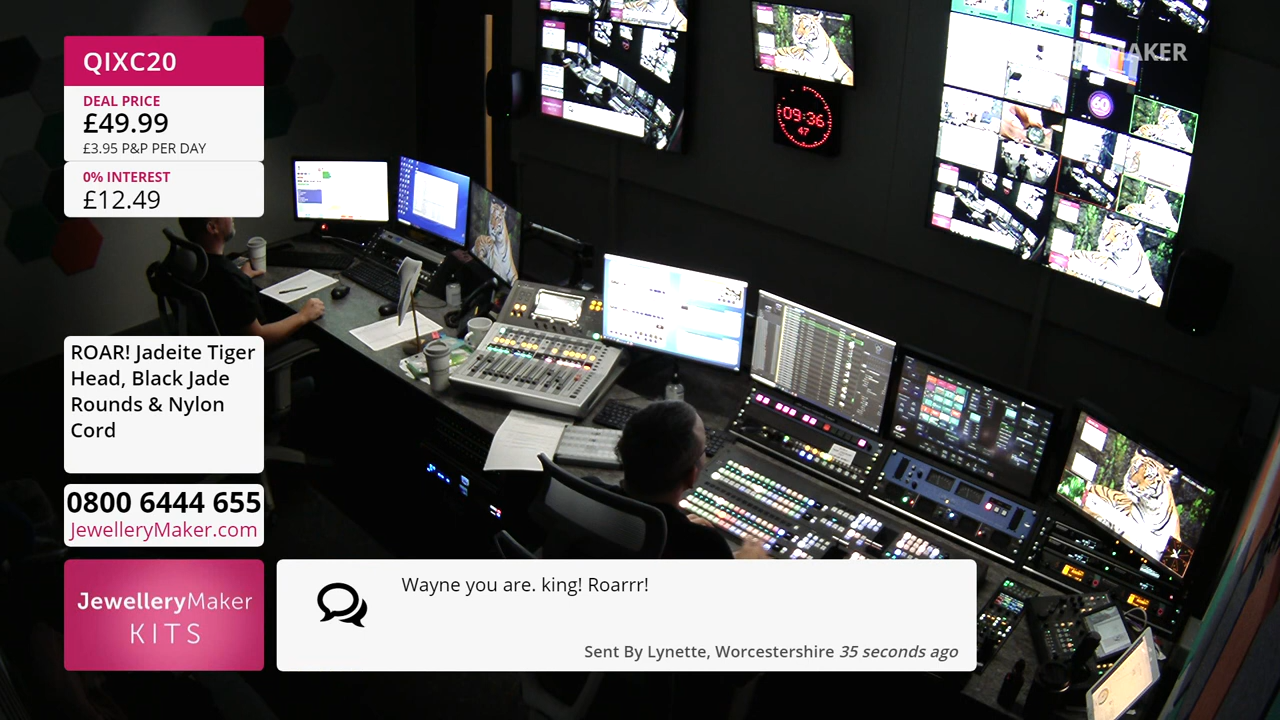 QIXC20
DEAL PRICE
£49.99
£3.95 P&P PER DAY
0% INTEREST
£12.49
ROAR! Jadeite Tiger
Head, Black Jade
Rounds & Nylon
Cord
0800 6444 655
JewelleryMaker.com
JewelleryMaker
KITS
Wayne you are. king! Roarrr!
Sent By Lynette, Worcestershire 35 seconds ago
MAKER
09:36
47
60